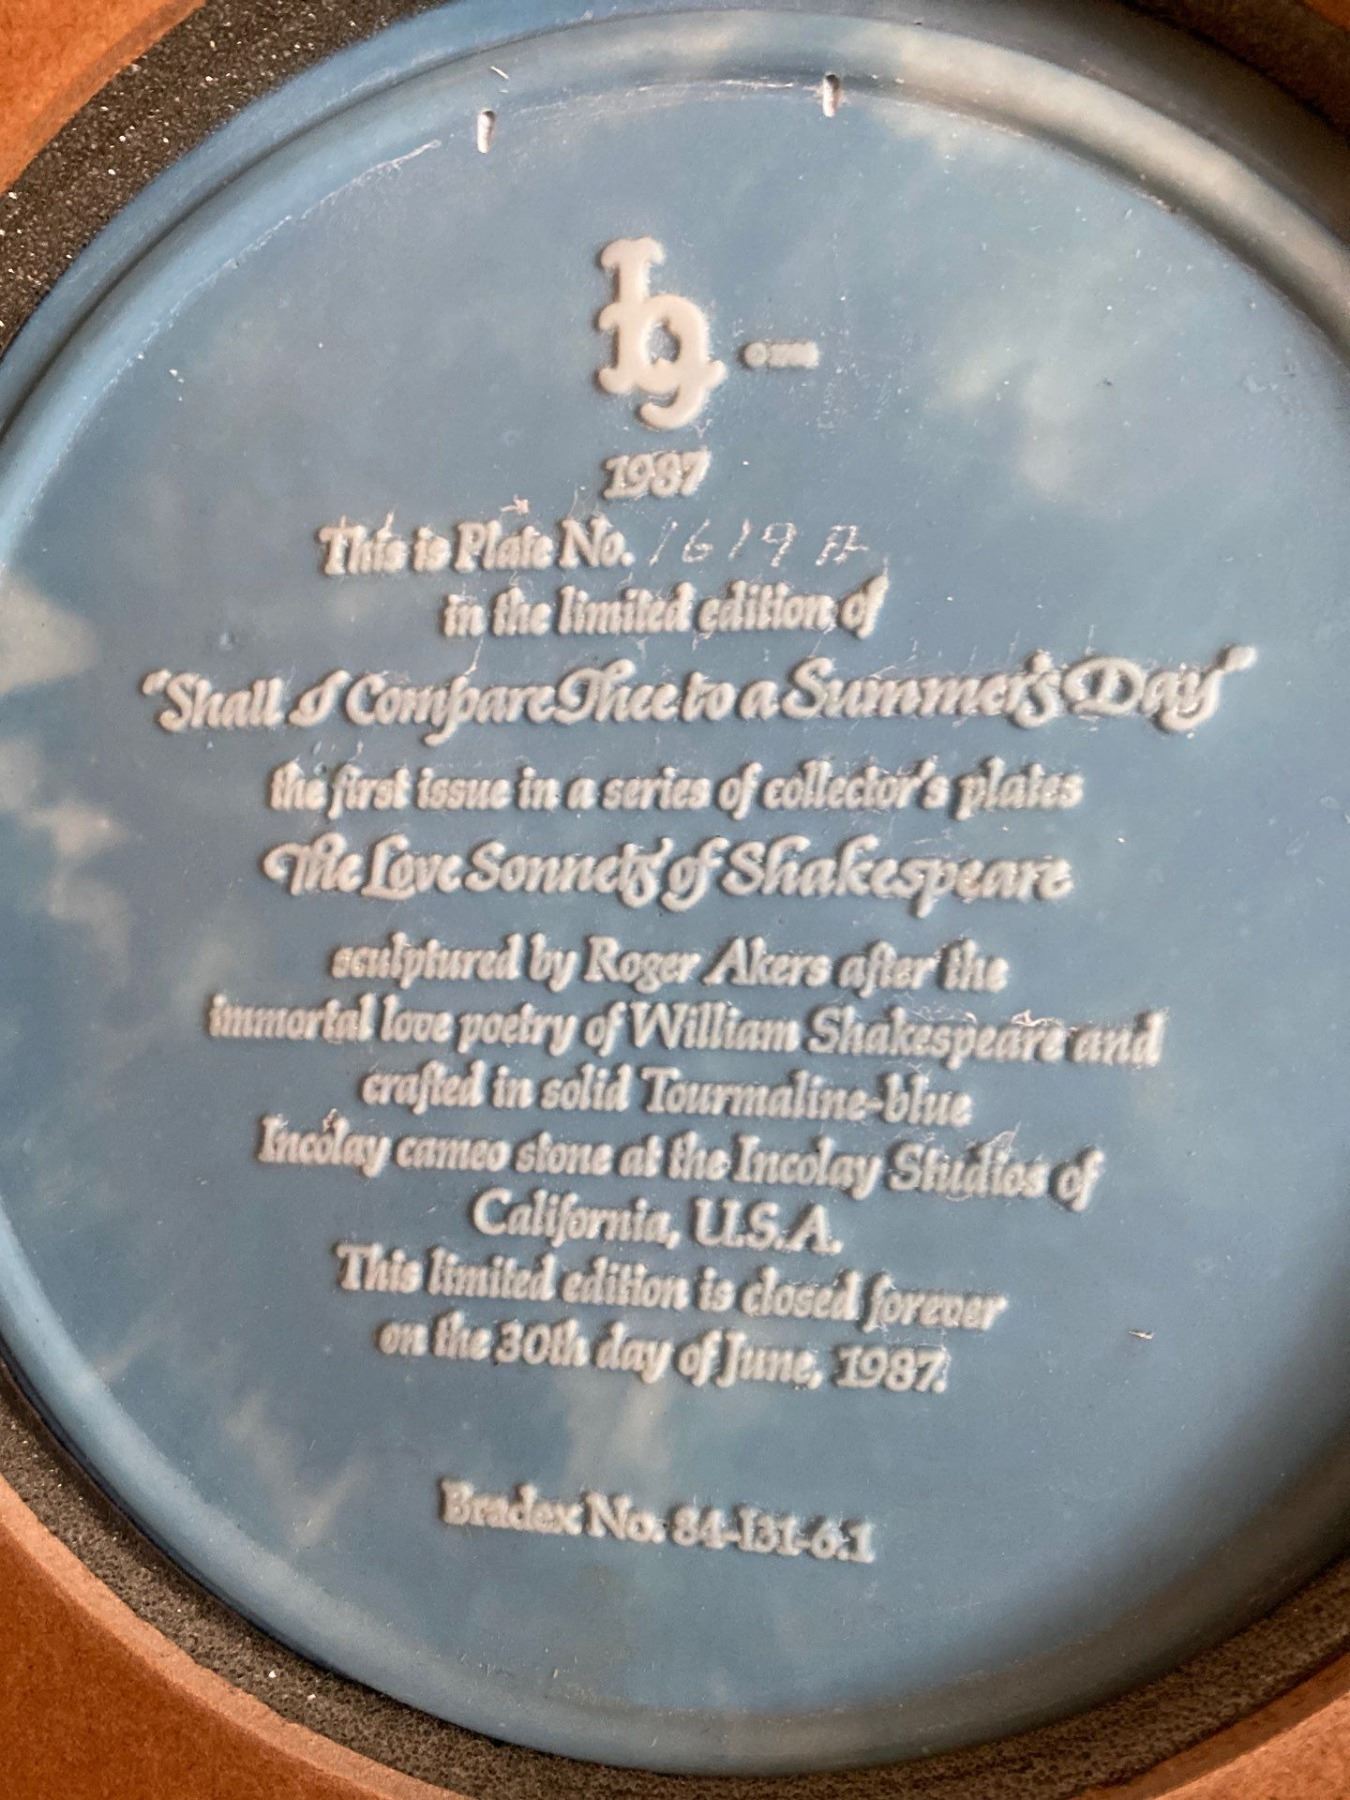 1987
This is Plate No. 1619 A
in the limited edition of
"Shall I Compare Thee to a Summer's Day"
the first issue in a series of collector's plates
The Love Sonnets of Shakespeare
sculptured by Roger Akers after the
immortal love poetry of William Shakespeare and
crafted in solid Tourmaline-blue
Incolay cameo stone at the Incolay Studios of
California, U.S.A.
This limited edition is closed forever
on the 30th day of June, 1987.
Bradex No. 84-I31-6.1